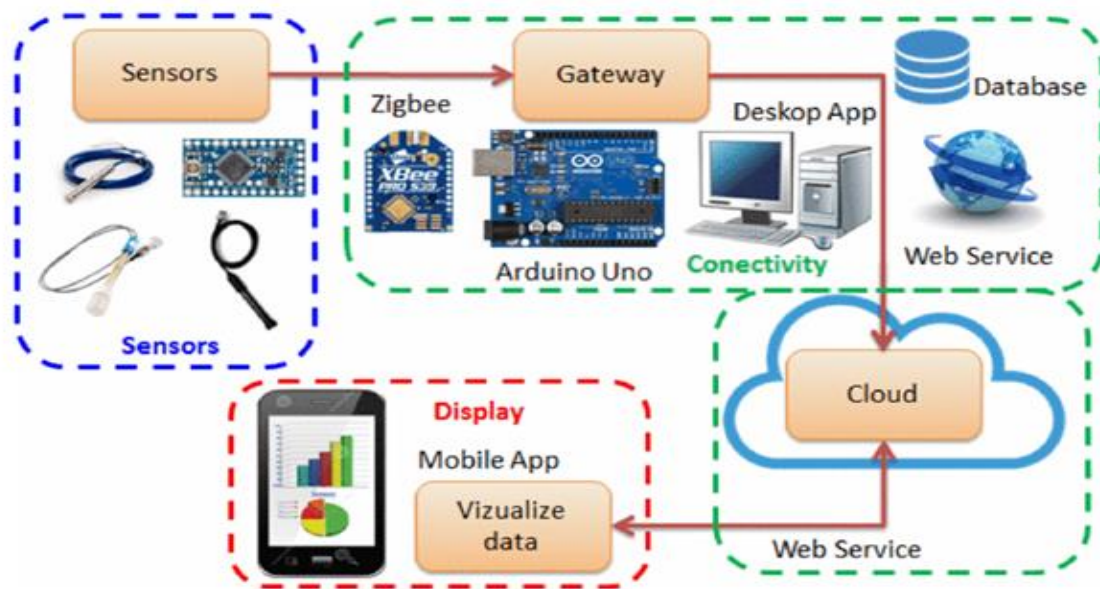 Sensors
Sensors
Gateway
Zigbee
XBee
PRO S3B
Arduino Uno
Deskop App
Conectivity
Database
Web Service
Cloud
Web Service
Display
Mobile App
Vizualize
data